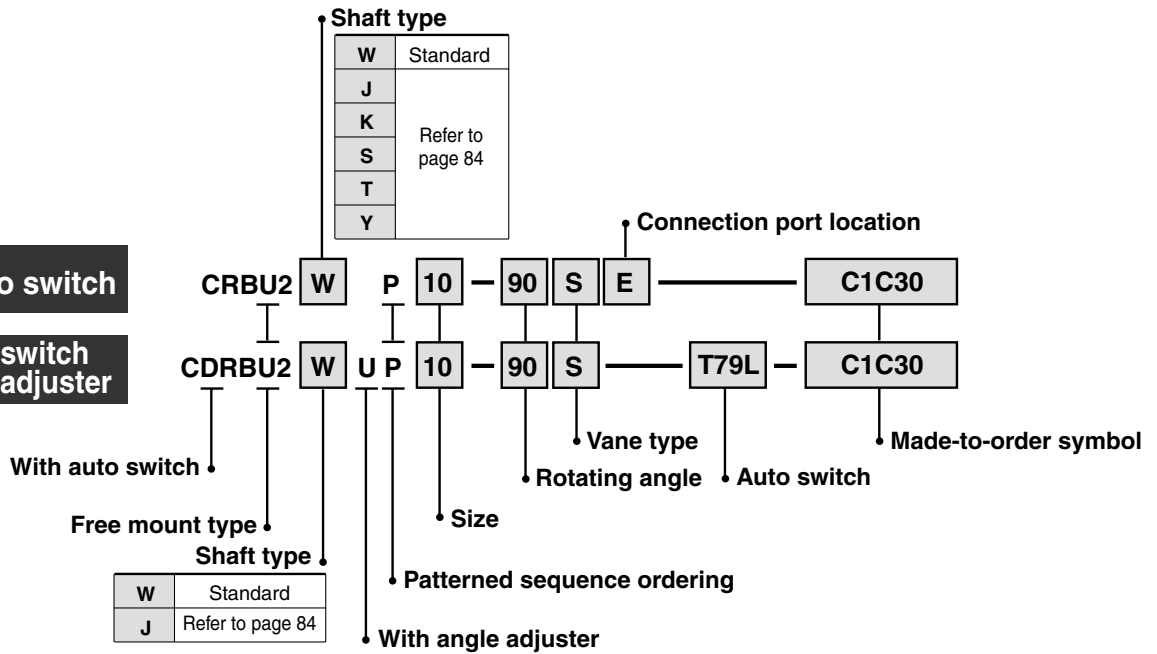 Shaft type
W Standard
J
K
S
T
Y
Refer to
page 84
Connection port location
switch
CRBU2 W P 10 – 90 S E — C1C30
switch
adjuster
CDRBU2 W U P 10 – 90 S — T79L – C1C30
Vane type
Made-to-order symbol
With auto switch
Rotating angle
Auto switch
Free mount type
Size
Shaft type
W Standard
J Refer to page 84
Patterned sequence ordering
With angle adjuster